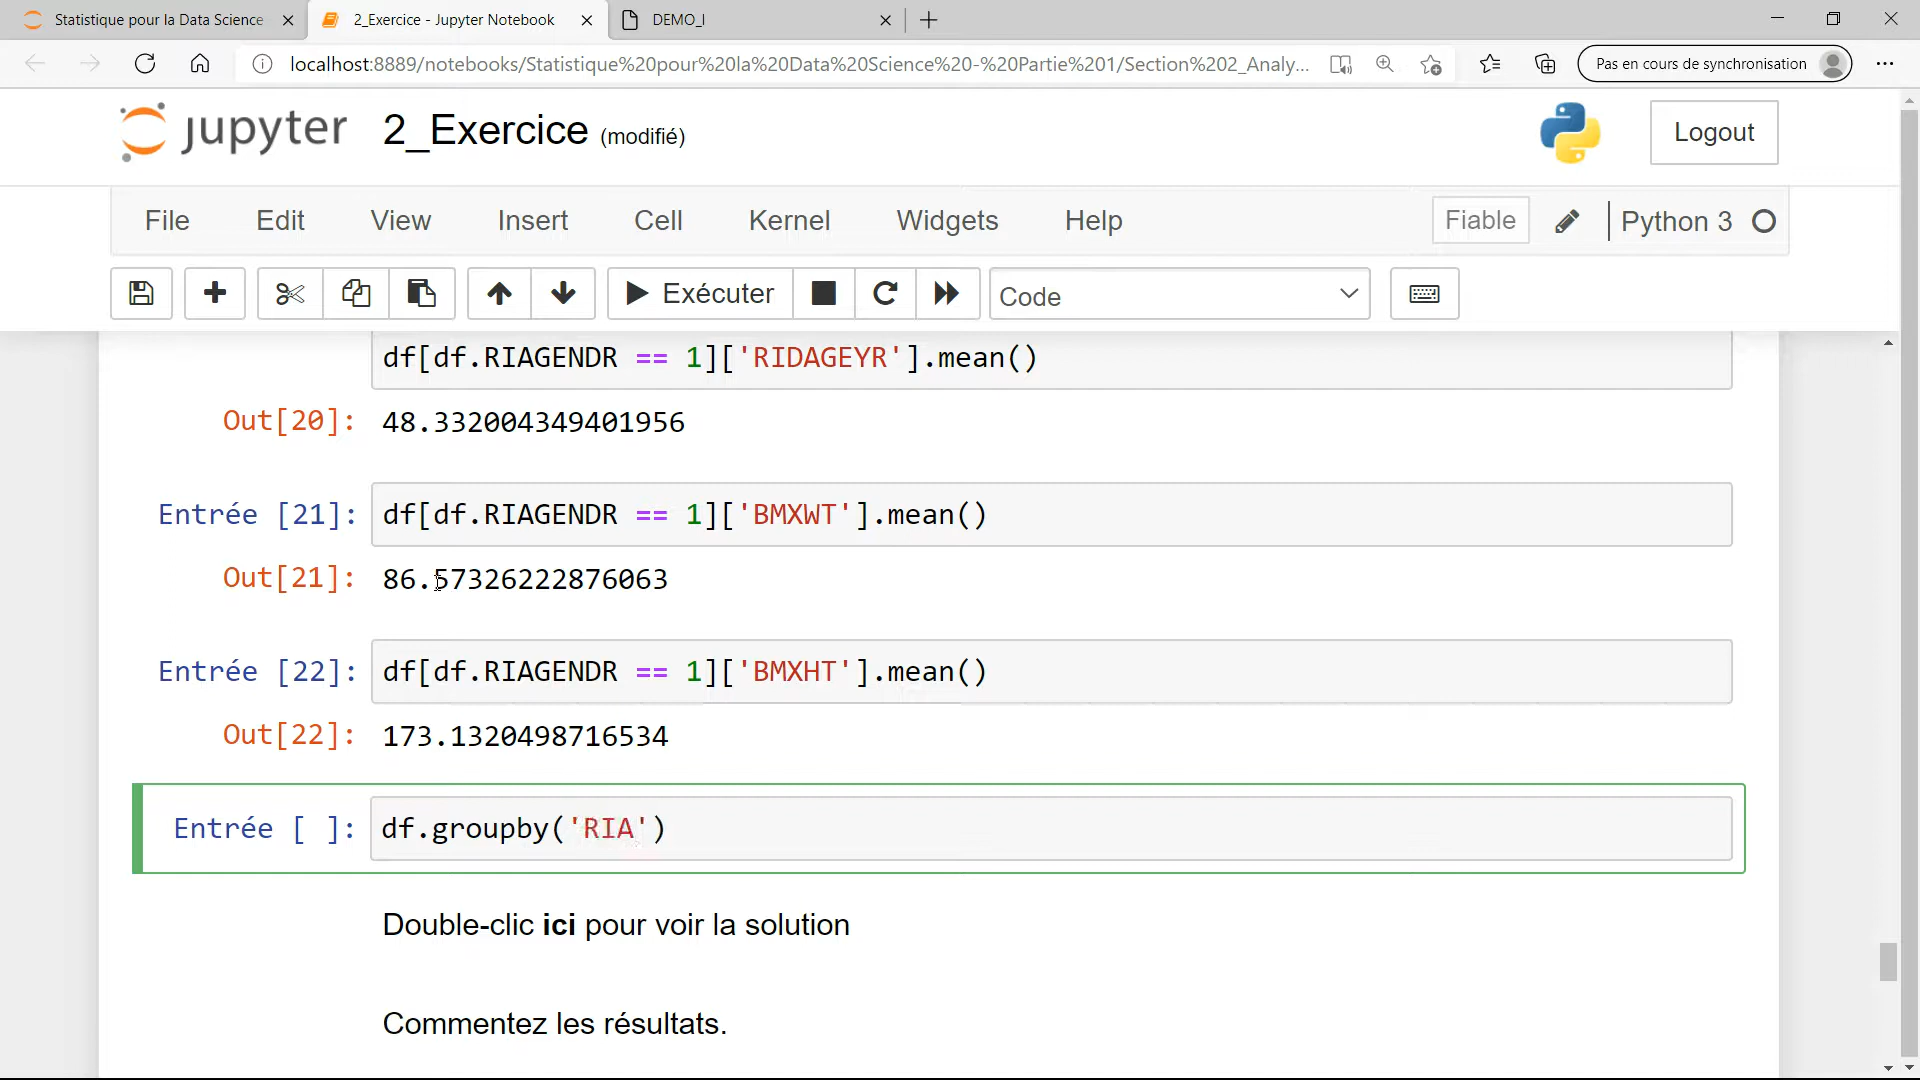 Statistique pour la Data Science
2_Exercice - Jupyter Notebook
DEMO_I
localhost:8889/notebooks/Statistique%20pour%20la%20Data%20Science%20-%20Partie%201/Section%202_Analy...
Pas en cours de synchronisation
jupyter 2_Exercice (modifié)
Logout
File Edit View Insert Cell Kernel Widgets Help
Fiable
Python 3
Exécuter
Code
df[df.RIAGENDR == 1]['RIDAGEYR'].mean()
Out[20]: 48.332004349401956
Entrée [21]: df[df.RIAGENDR == 1]['BMXWT'].mean()
Out[21]: 86.57326222876063
Entrée [22]: df[df.RIAGENDR == 1]['BMXHT'].mean()
Out[22]: 173.1320498716534
Entrée [ ]: df.groupby('RIA')
Double-clic ici pour voir la solution
Commentez les résultats.